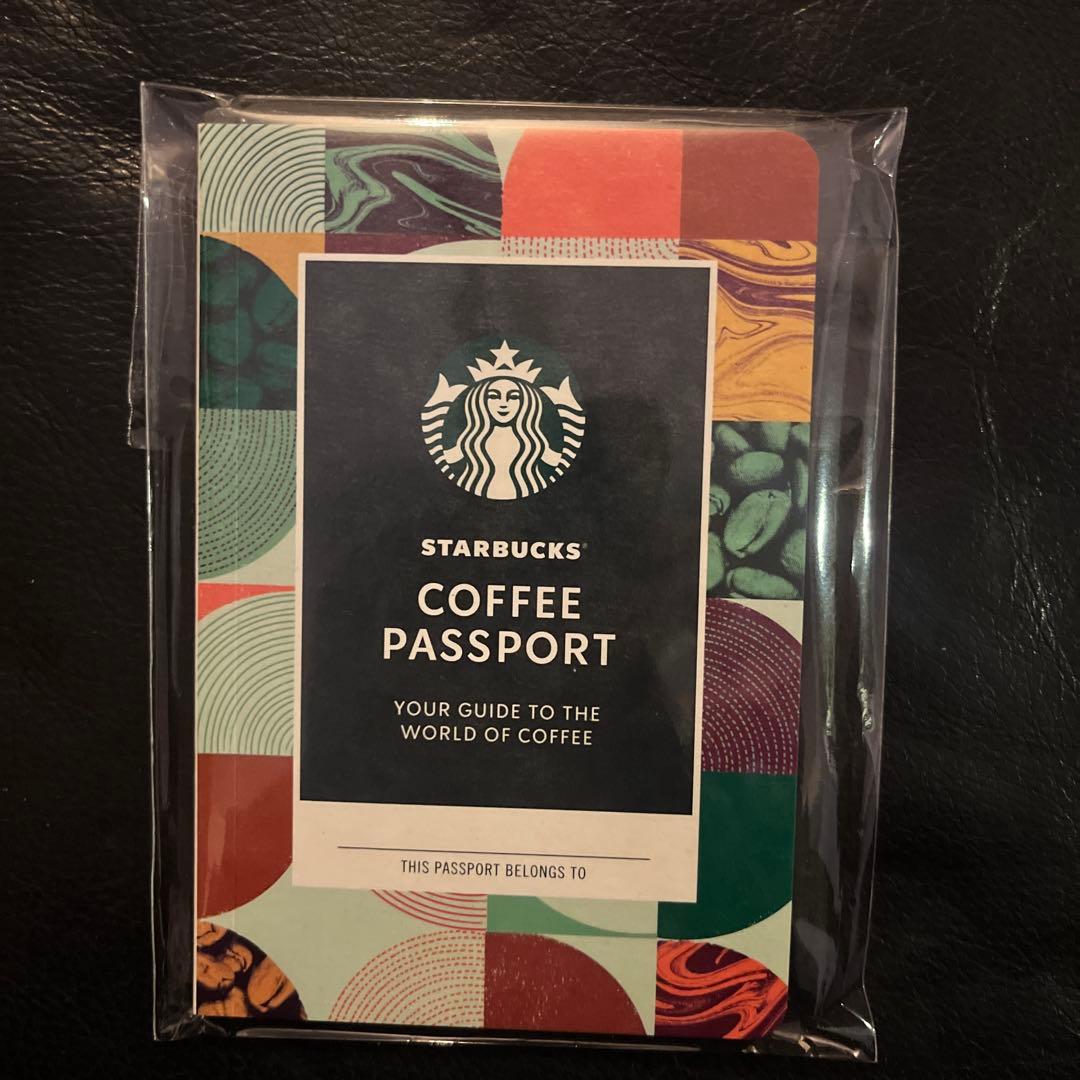 STARBUCKS®
COFFEE
PASSPORT
YOUR GUIDE TO THE
WORLD OF COFFEE
THIS PASSPORT BELONGS TO